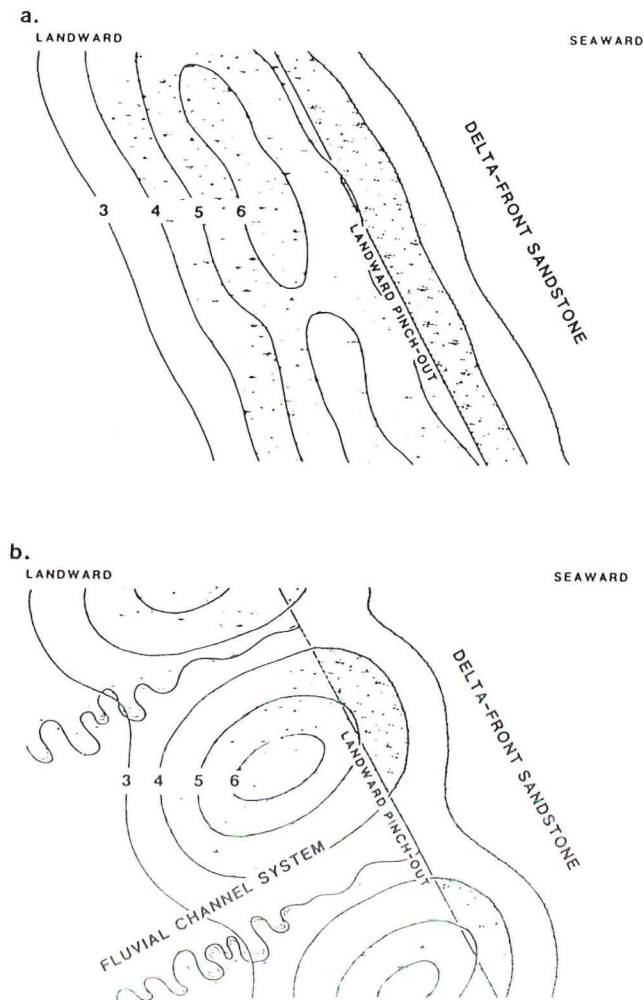 a.
LANDWARD
SEAWARD
DELTA-FRONT SANDSTONE
3 4 5 6
LANDWARD PINCH-OUT
b.
LANDWARD
SEAWARD
DELTA-FRONT SANDSTONE
3 4 5 6
LANDWARD PINCH-OUT
FLUVIAL CHANNEL SYSTEM